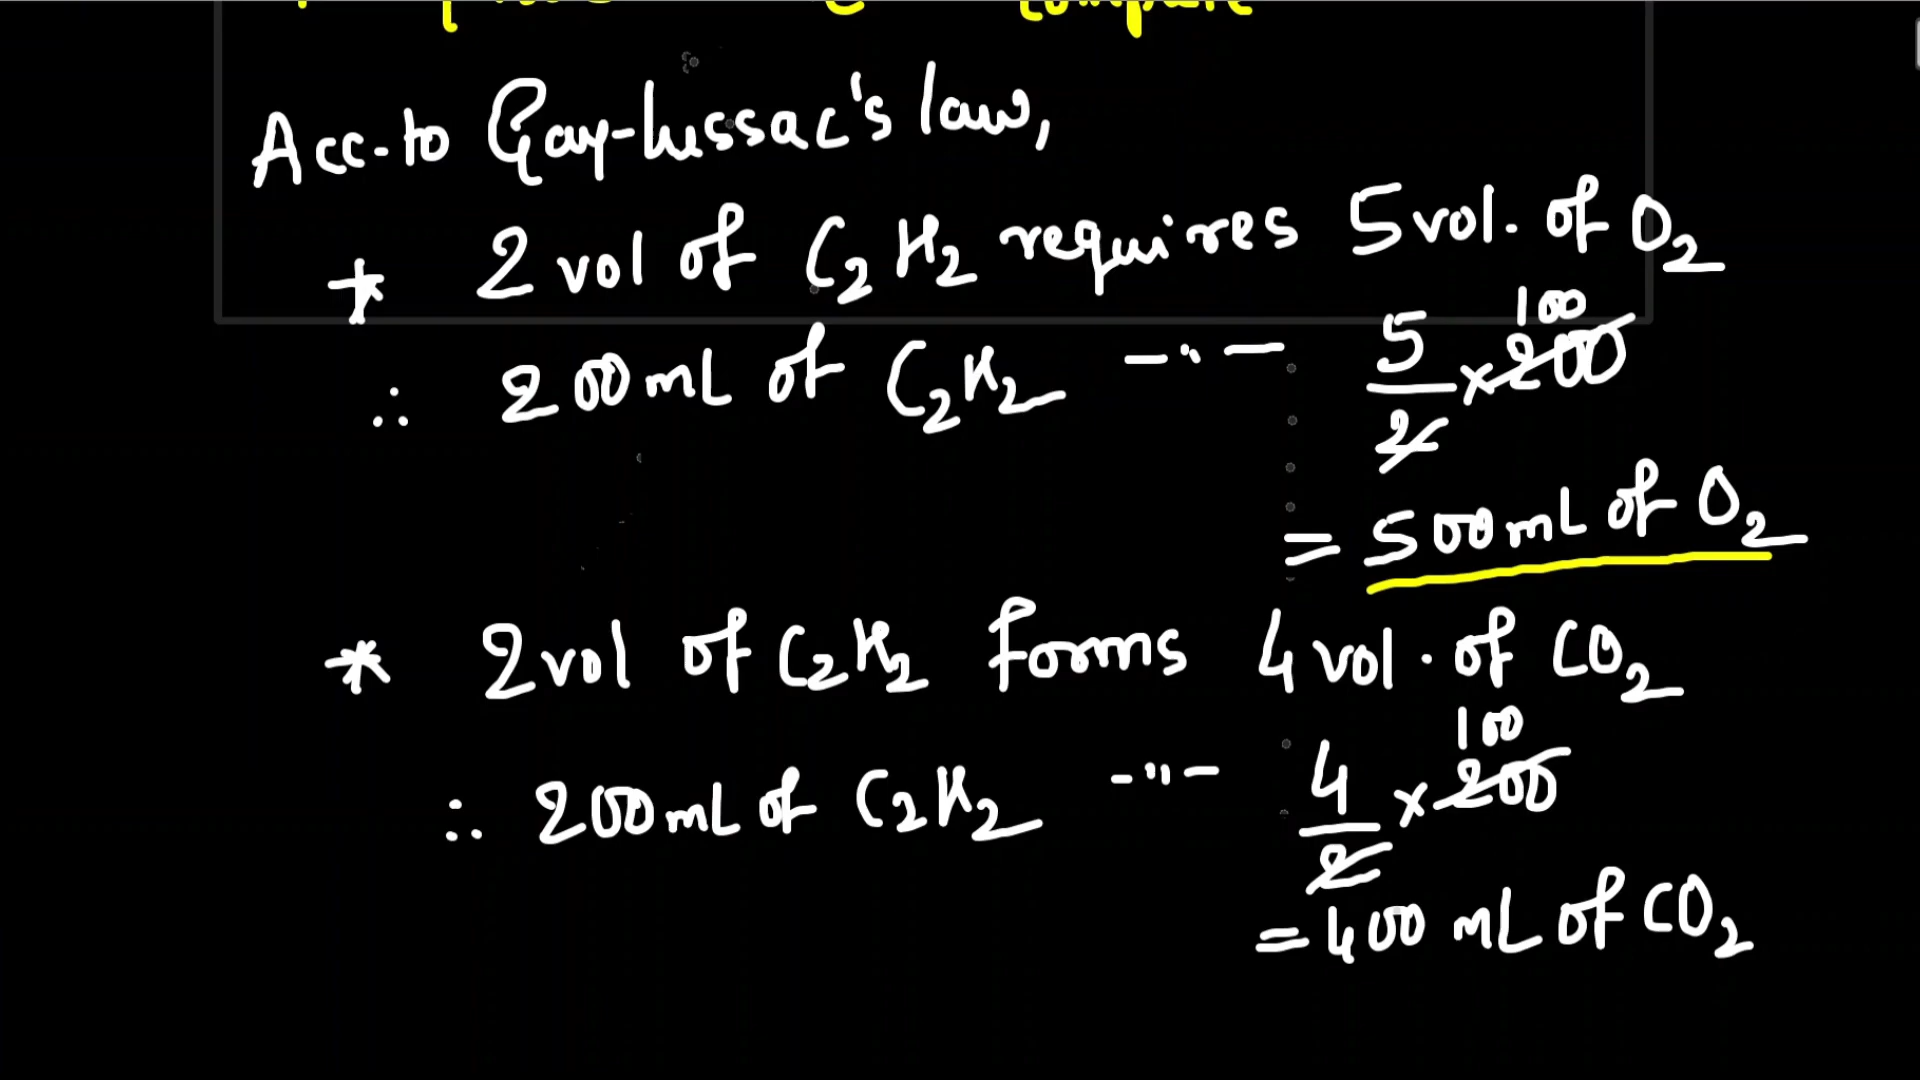 Acc. to Gay-lussac's law,
* 2 vol of C₂H₂ requires 5 vol. of O₂
∴ 200 mL of C₂H₂ —"— 5/2 × 200 100
= 500 mL of O₂
* 2 vol of C₂H₂ forms 4 vol. of CO₂
∴ 200 mL of C₂H₂ —"— 4/2 × 200 100
= 400 mL of CO₂